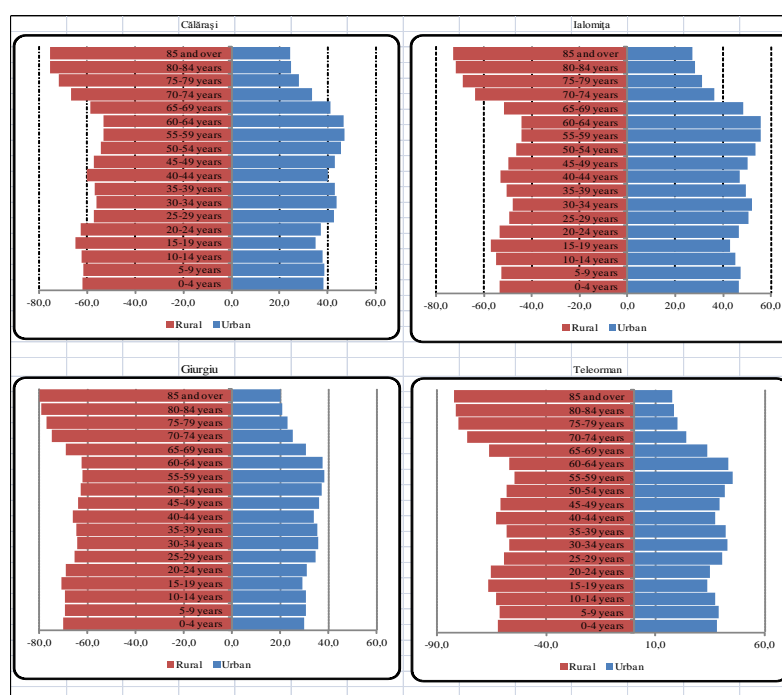 Călărași
85 and over
80-84 years
75-79 years
70-74 years
65-69 years
60-64 years
55-59 years
50-54 years
45-49 years
40-44 years
35-39 years
30-34 years
25-29 years
20-24 years
15-19 years
10-14 years
5-9 years
0-4 years
-80,0 -60,0 -40,0 -20,0 0,0 20,0 40,0 60,0
Rural Urban
Ialomița
85 and over
80-84 years
75-79 years
70-74 years
65-69 years
60-64 years
55-59 years
50-54 years
45-49 years
40-44 years
35-39 years
30-34 years
25-29 years
20-24 years
15-19 years
10-14 years
5-9 years
0-4 years
-80,0 -60,0 -40,0 -20,0 0,0 20,0 40,0 60,0
Rural Urban
Giurgiu
85 and over
80-84 years
75-79 years
70-74 years
65-69 years
60-64 years
55-59 years
50-54 years
45-49 years
40-44 years
35-39 years
30-34 years
25-29 years
20-24 years
15-19 years
10-14 years
5-9 years
0-4 years
-80,0 -60,0 -40,0 -20,0 0,0 20,0 40,0 60,0
Rural Urban
Teleorman
85 and over
80-84 years
75-79 years
70-74 years
65-69 years
60-64 years
55-59 years
50-54 years
45-49 years
40-44 years
35-39 years
30-34 years
25-29 years
20-24 years
15-19 years
10-14 years
5-9 years
0-4 years
-90,0 -40,0 10,0 60,0
Rural Urban